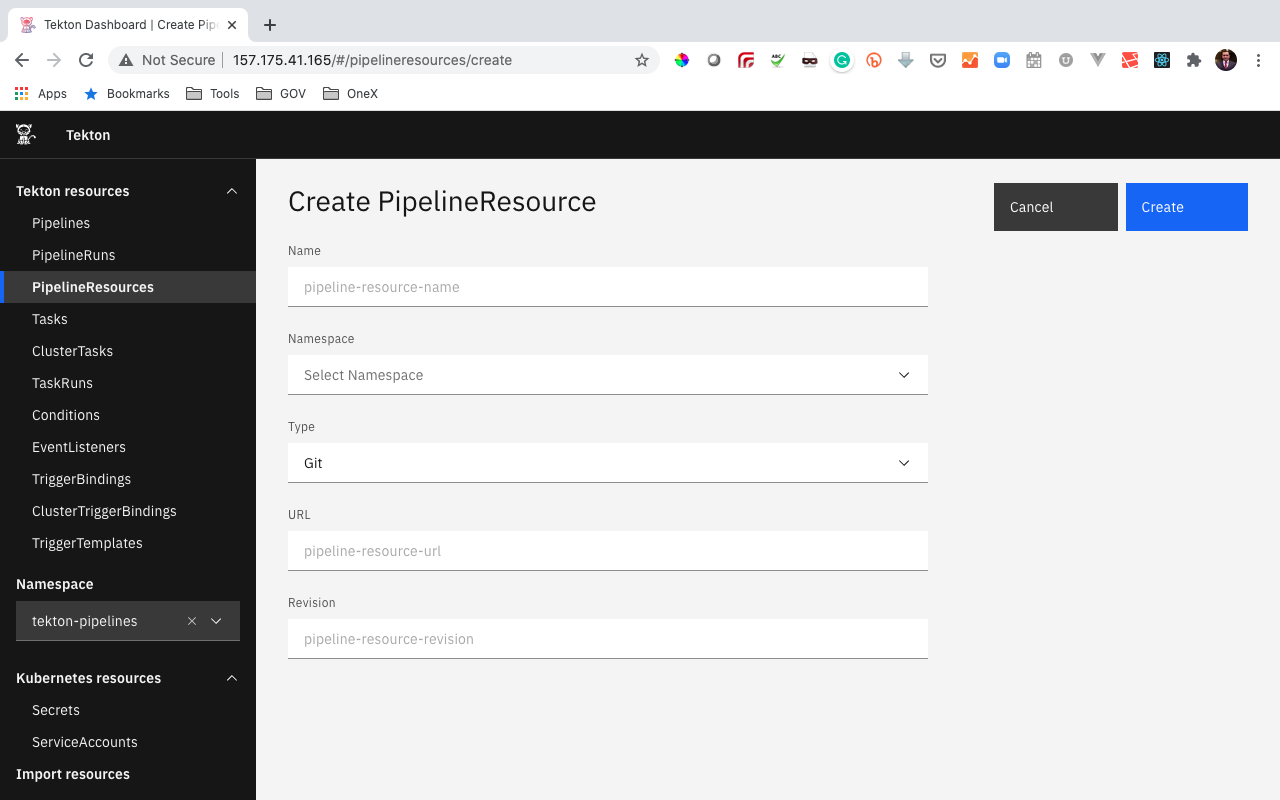 Tekton Dashboard | Create Pip
Not Secure 157.175.41.165/#/pipelineresources/create
Apps Bookmarks Tools GOV OneX
Tekton
Tekton resources
Pipelines
PipelineRuns
PipelineResources
Tasks
ClusterTasks
TaskRuns
Conditions
EventListeners
TriggerBindings
ClusterTriggerBindings
TriggerTemplates
Namespace
tekton-pipelines
Kubernetes resources
Secrets
ServiceAccounts
Import resources
Create PipelineResource
Cancel
Create
Name
pipeline-resource-name
Namespace
Select Namespace
Type
Git
URL
pipeline-resource-url
Revision
pipeline-resource-revision